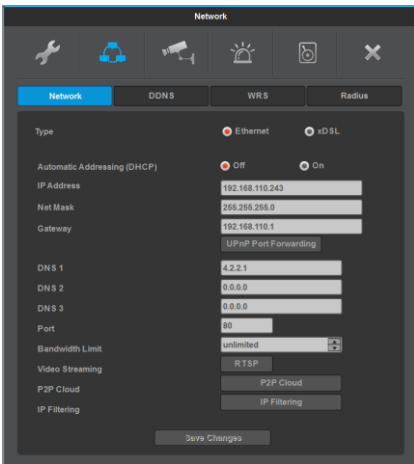 Network
Network DDNS WRS Radius
Type Ethernet xDSL
Automatic Addressing (DHCP) Off On
IP Address 192.168.110.243
Net Mask 255.255.255.0
Gateway 192.168.110.1
UPnP Port Forwarding
DNS 1 4.2.2.1
DNS 2 0.0.0.0
DNS 3 0.0.0.0
Port 80
Bandwidth Limit unlimited
Video Streaming RTSP
P2P Cloud P2P Cloud
IP Filtering IP Filtering
Save Changes